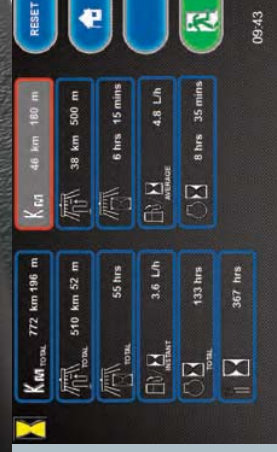 KM TOTAL 772 km 196 m
TOTAL 510 km 52 m
TOTAL 55 hrs
INSTANT 3.6 L/h
TOTAL 133 hrs
367 hrs
KM 46 km 180 m
38 km 500 m
6 hrs 15 mins
AVERAGE 4.8 L/h
8 hrs 35 mins
RESET
09:43